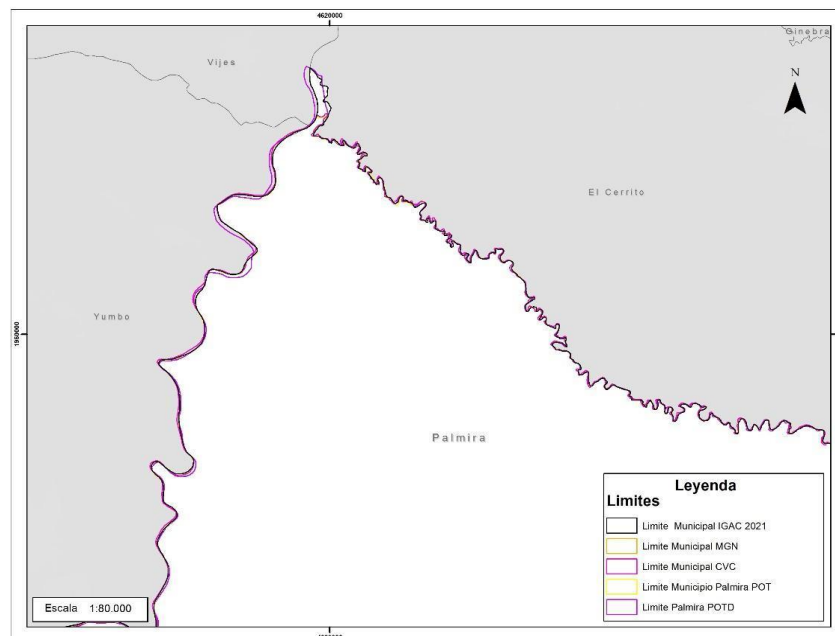 4620000
Vijes
Ginebra
N
El Cerrito
Yumbo
1960000
Palmira
Leyenda
Limites
Limite Municipal IGAC 2021
Limite Municipal MGN
Limite Municipal CVC
Limite Municipio Palmira POT
Limite Palmira POTD
Escala 1:80.000